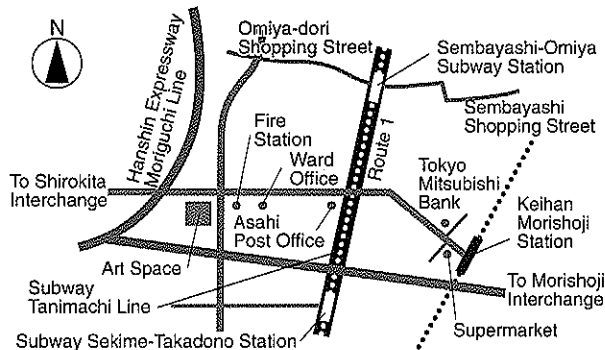 N
Omiya-dori
Shopping Street
Sembayashi-Omiya
Subway Station
Hanshin Expressway
Moriguchi Line
Sembayashi
Shopping Street
Route 1
Fire
Station
Ward
Office
Tokyo
Mitsubishi
Bank
To Shirokita
Interchange
Keihan
Morishoji
Station
Asahi
Post Office
Art Space
Subway
Tanimachi Line
To Morishoji
Interchange
Subway Sekime-Takadono Station
Supermarket